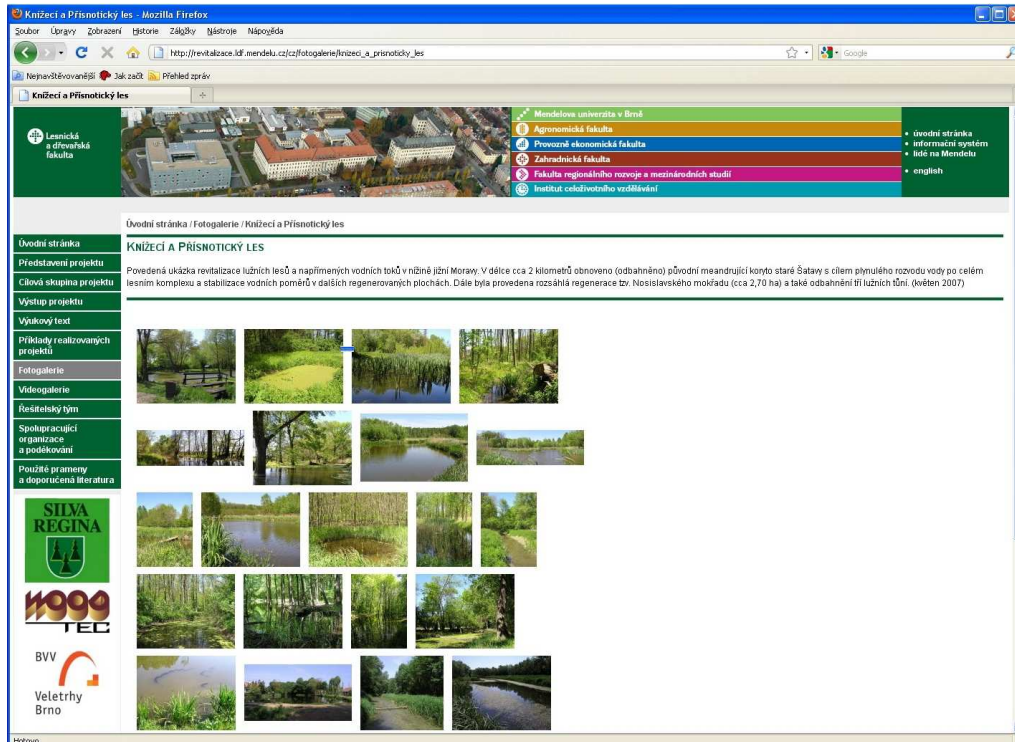 Knížecí a Přísnotický les - Mozilla Firefox
Soubor Úpravy Zobrazení Historie Záložky Nástroje Nápověda
http://revitalizace.ldf.mendelu.cz/cz/fotogalerie/knizeci_a_prisnoticky_les
Google
Nejnavštěvovanější Jak začít Přehled zpráv
Knížecí a Přísnotický les
Lesnická
a dřevařská
fakulta
Mendelova univerzita v Brně
Agronomická fakulta
Provozně ekonomická fakulta
Zahradnická fakulta
Fakulta regionálního rozvoje a mezinárodních studií
Institut celoživotního vzdělávání
úvodní stránka
informační systém
lidé na Mendelu
english
Úvodní stránka / Fotogalerie / Knížecí a Přísnotický les
Úvodní stránka
Představení projektu
Cílová skupina projektu
Výstup projektu
Výukový text
Příklady realizovaných
projektů
Fotogalerie
Videogalerie
Řešitelský tým
Spolupracující
organizace
a poděkování
Použité prameny
a doporučená literatura
KNÍŽECÍ A PŘÍSNOTICKÝ LES
Povedená ukázka revitalizace lužních lesů a napřímených vodních toků v nížině jižní Moravy. V délce cca 2 kilometrů obnoveno (odbahněno) původní meandrující koryto staré Šatavy s cílem plynulého rozvodu vody po celém
lesním komplexu a stabilizace vodních poměrů v dalších regenerovaných plochách. Dále byla provedena rozsáhlá regenerace tzv. Nosislavského mokřadu (cca 2,70 ha) a také odbahnění tří lužních tůní. (květen 2007)
SILVA
REGINA
WOOD
TEC
BVV
Veletrhy
Brno
Hotovo